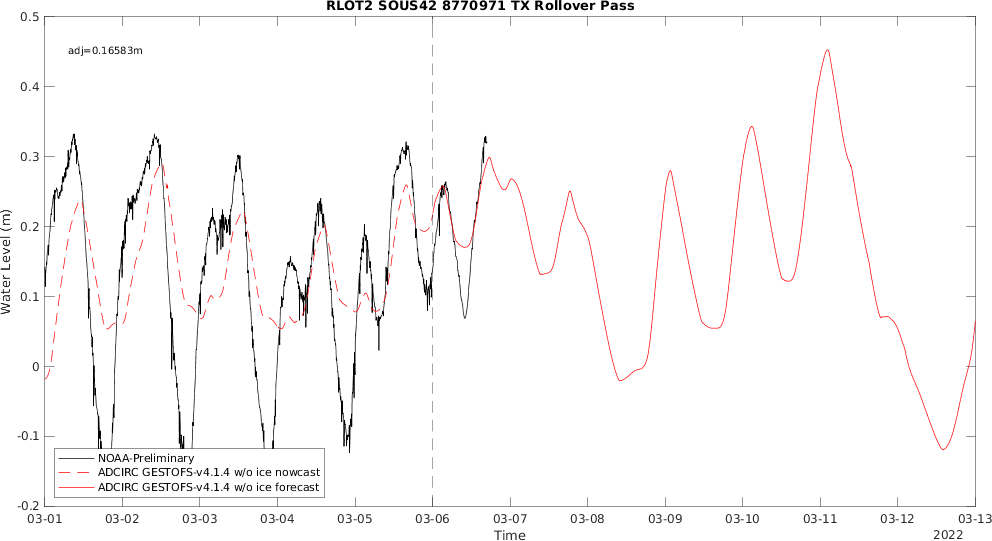 RLOT2 SOUS42 8770971 TX Rollover Pass
adj=0.16583m
Water Level (m)
0.5
0.4
0.3
0.2
0.1
0
-0.1
-0.2
NOAA-Preliminary
ADCIRC GESTOFS-v4.1.4 w/o ice nowcast
ADCIRC GESTOFS-v4.1.4 w/o ice forecast
03-01 03-02 03-03 03-04 03-05 03-06 03-07 03-08 03-09 03-10 03-11 03-12 03-13
Time
2022